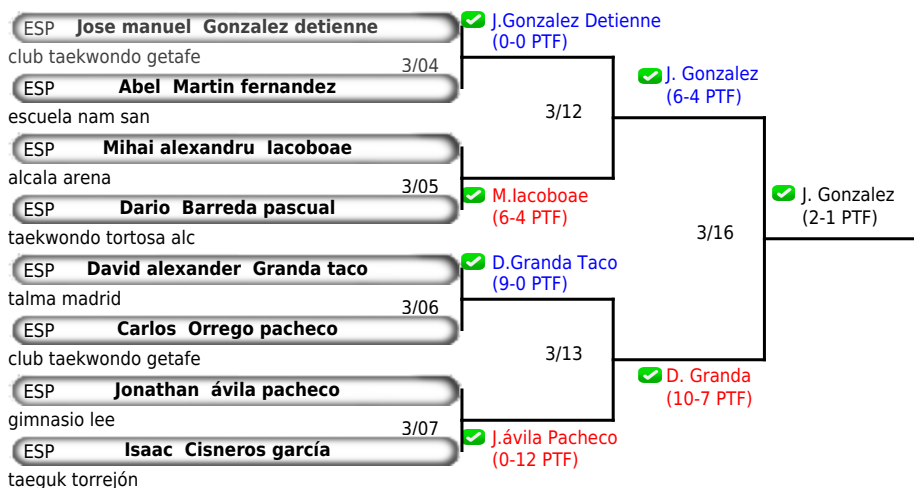 ESP Jose manuel Gonzalez detienne
club taekwondo getafe
3/04
ESP Abel Martin fernandez
escuela nam san
ESP Mihai alexandru Iacoboae
alcala arena
3/05
ESP Dario Barreda pascual
taekwondo tortosa alc
ESP David alexander Granda taco
talma madrid
3/06
ESP Carlos Orrego pacheco
club taekwondo getafe
ESP Jonathan ávila pacheco
gimnasio lee
3/07
ESP Isaac Cisneros garcía
taeguk torrejón
J.Gonzalez Detienne
(0-0 PTF)
3/12
M.Iacoboae
(6-4 PTF)
D.Granda Taco
(9-0 PTF)
3/13
J.ávila Pacheco
(0-12 PTF)
J. Gonzalez
(6-4 PTF)
3/16
D. Granda
(10-7 PTF)
J. Gonzalez
(2-1 PTF)